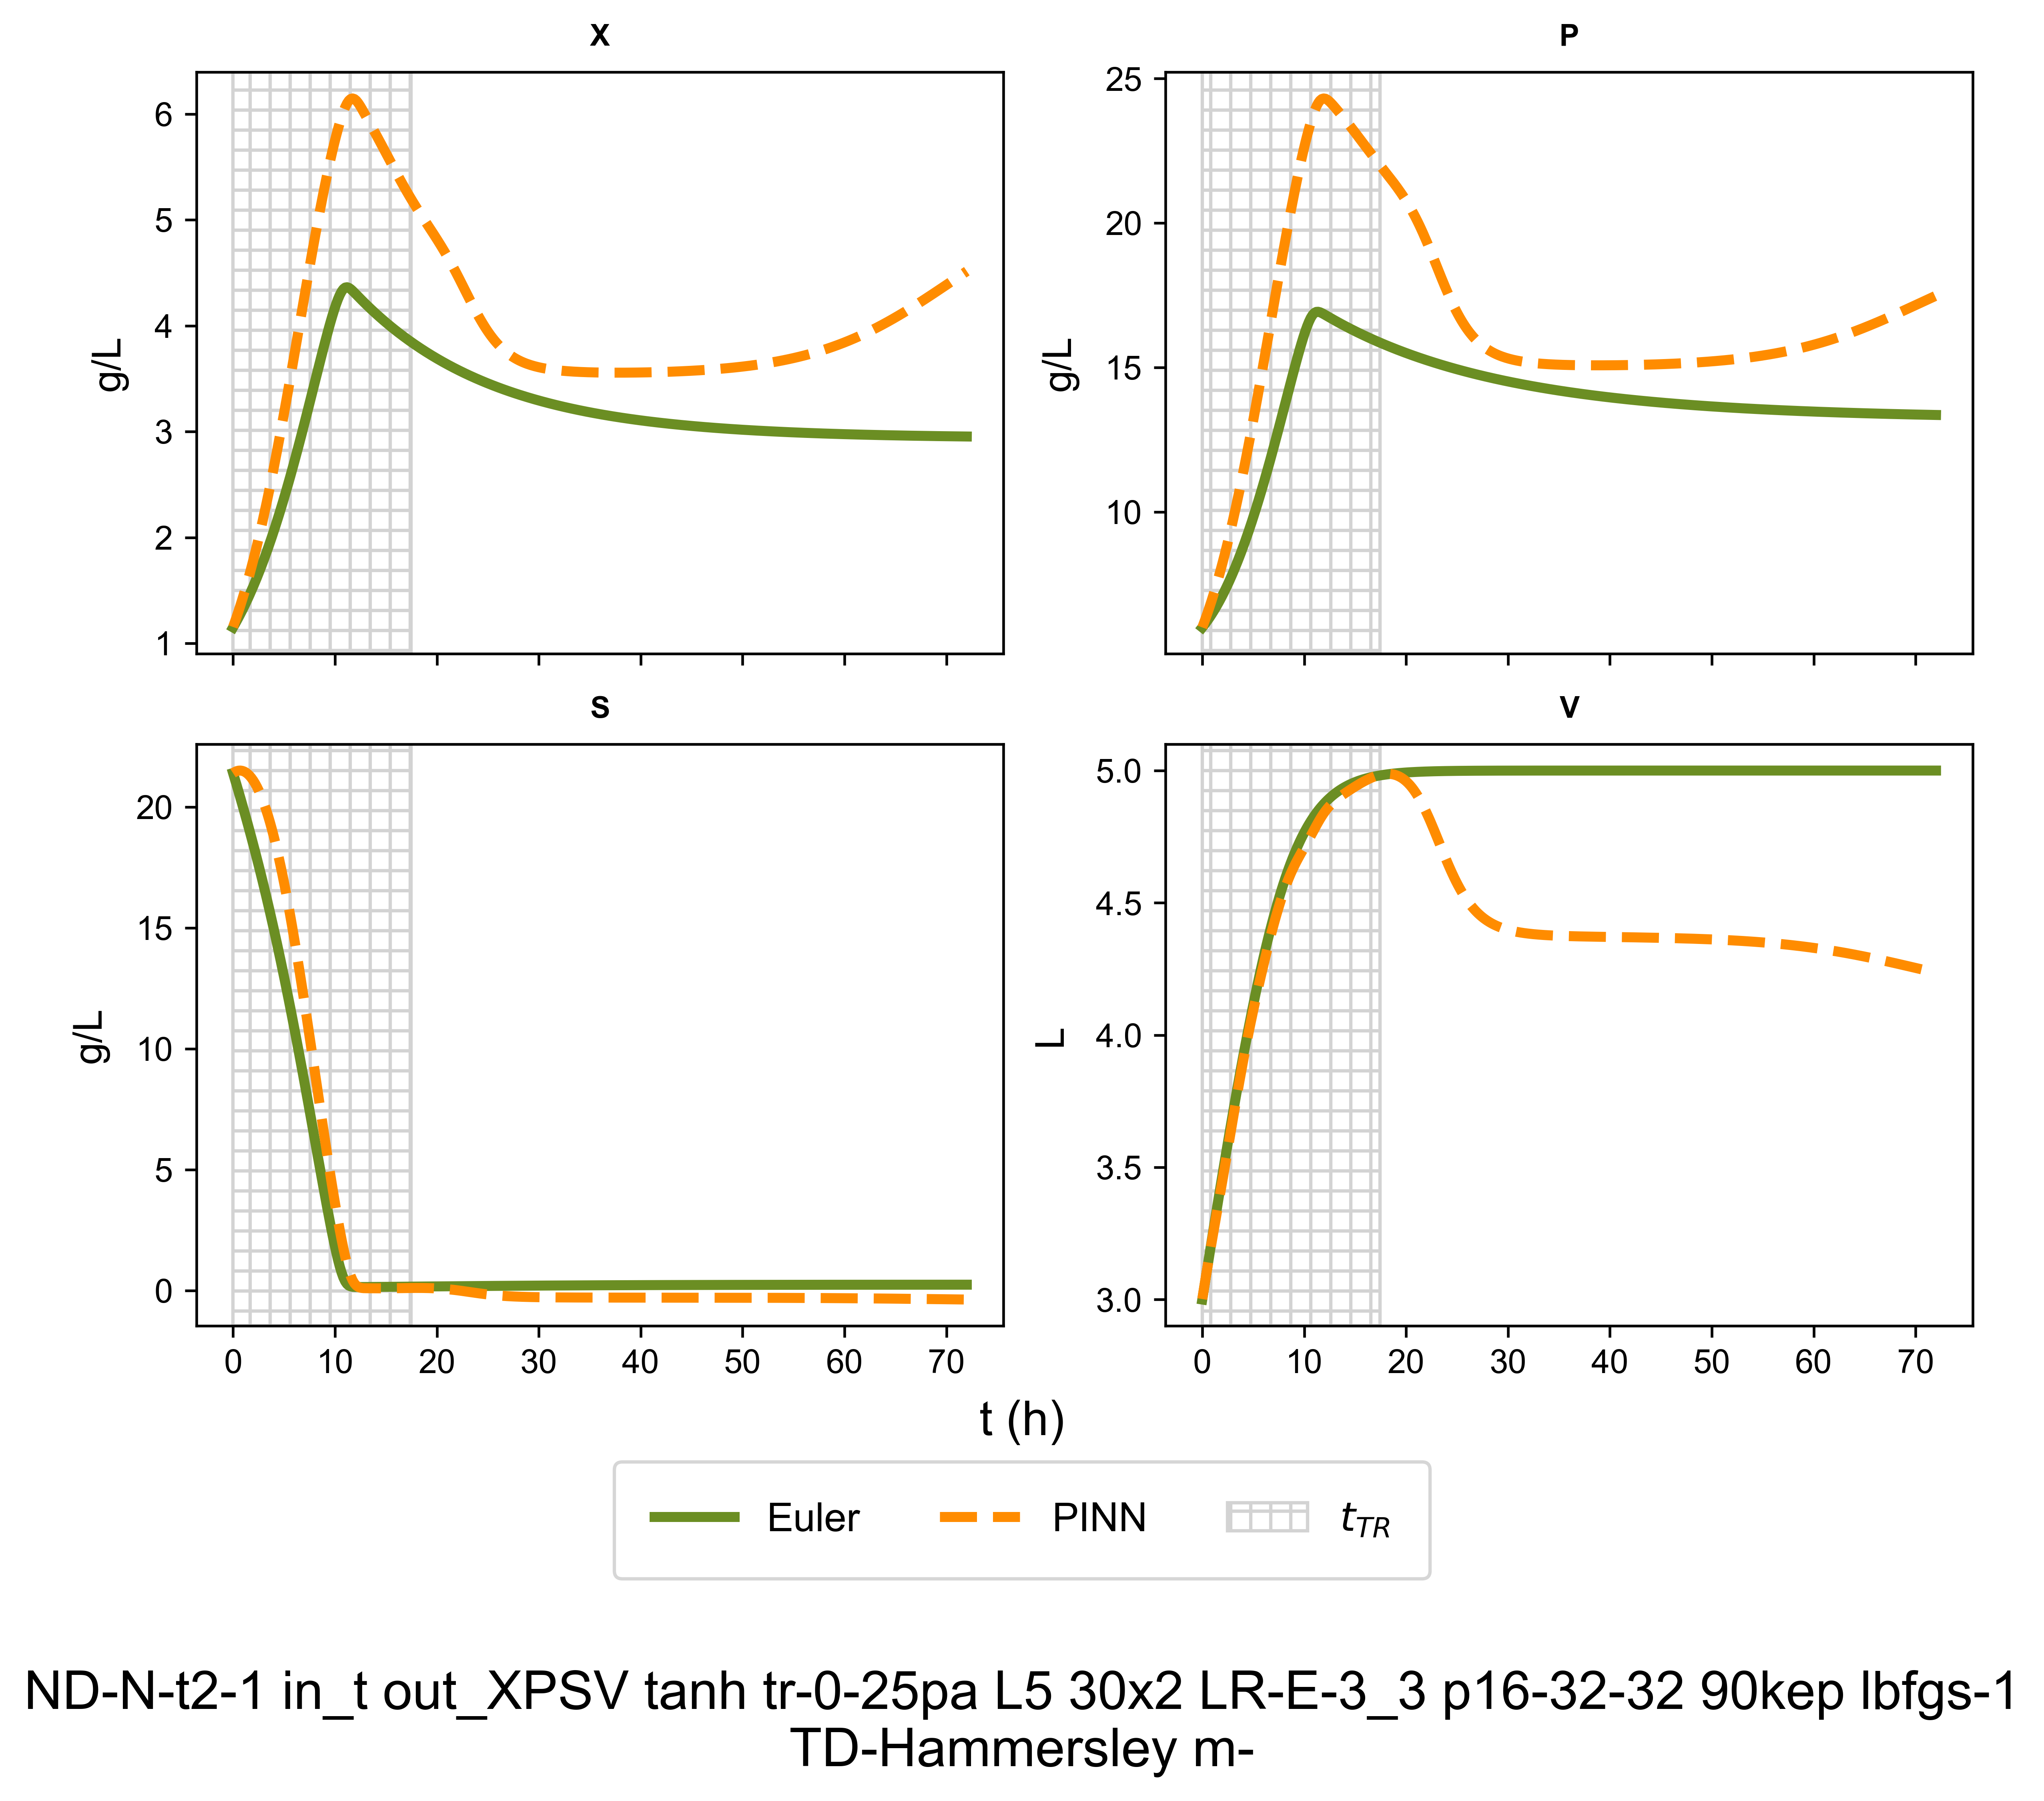 X
P
6
5
4
3
2
1
g/L
25
20
15
10
g/L
S
V
20
15
10
5
0
g/L
5.0
4.5
4.0
3.5
3.0
L
0 10 20 30 40 50 60 70
0 10 20 30 40 50 60 70
t (h)
Euler PINN t_TR
ND-N-t2-1 in_t out_XPSV tanh tr-0-25pa L5 30x2 LR-E-3_3 p16-32-32 90kep lbfgs-1
TD-Hammersley m-